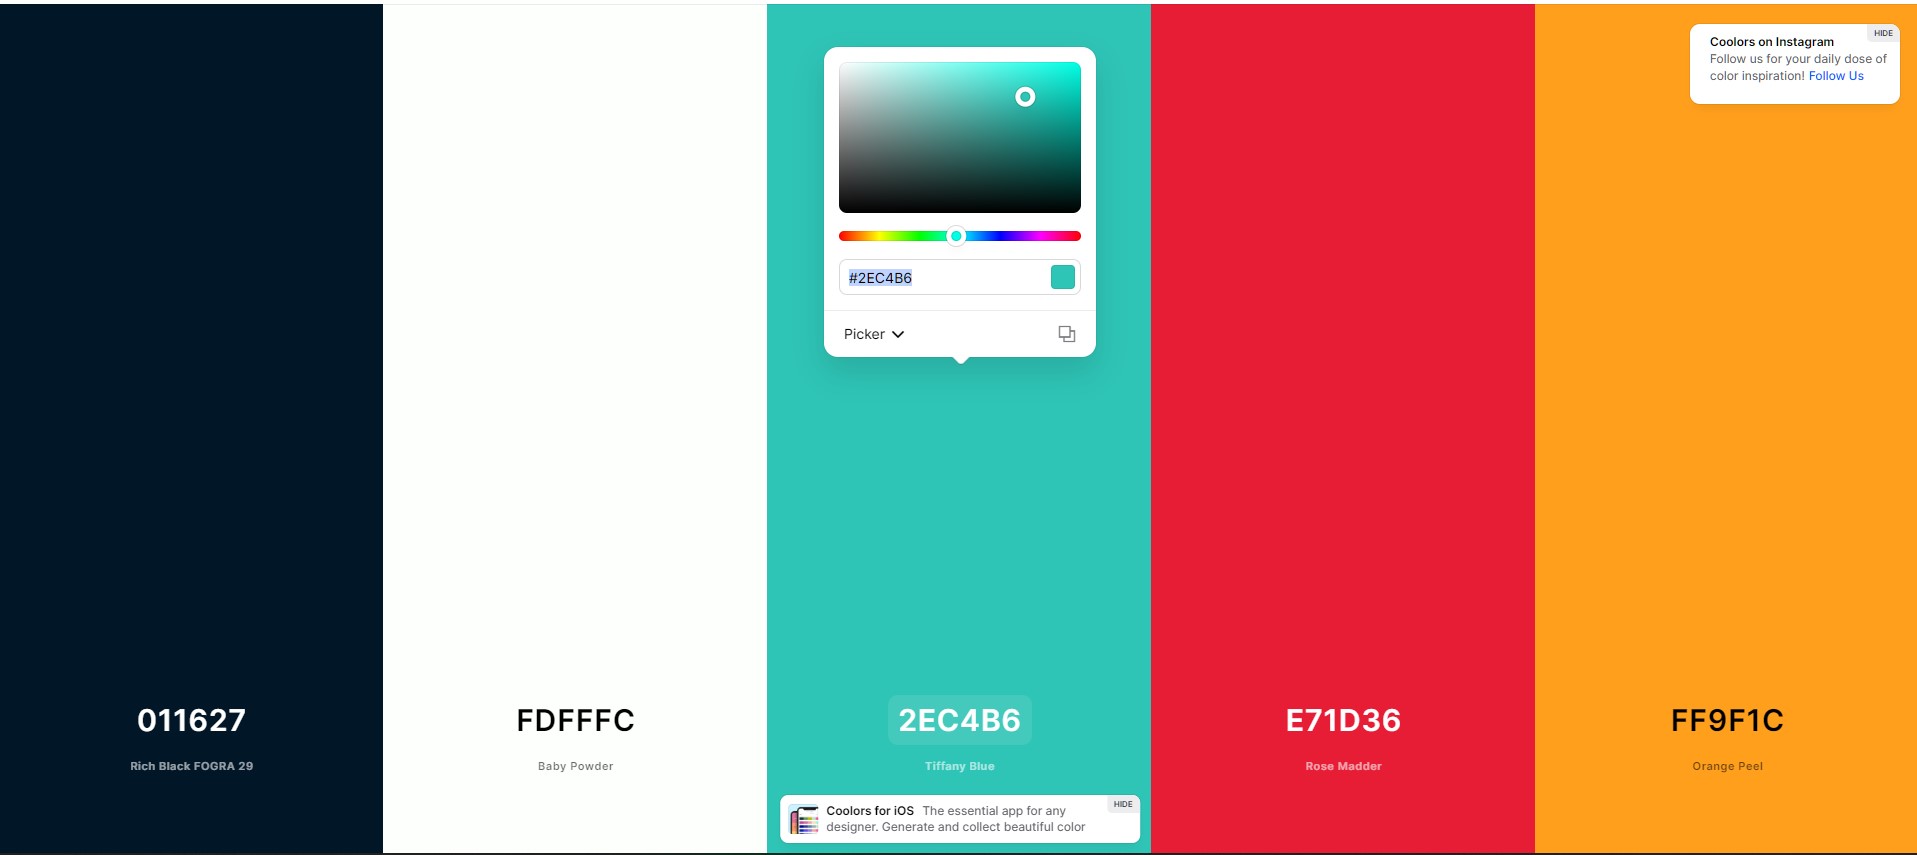 Coolors on Instagram
HIDE
Follow us for your daily dose of
color inspiration! Follow Us
#2EC4B6
Picker
011627
Rich Black FOGRA 29
FDFFFC
Baby Powder
2EC4B6
Tiffany Blue
E71D36
Rose Madder
FF9F1C
Orange Peel
Coolors for iOS The essential app for any
HIDE
designer. Generate and collect beautiful color